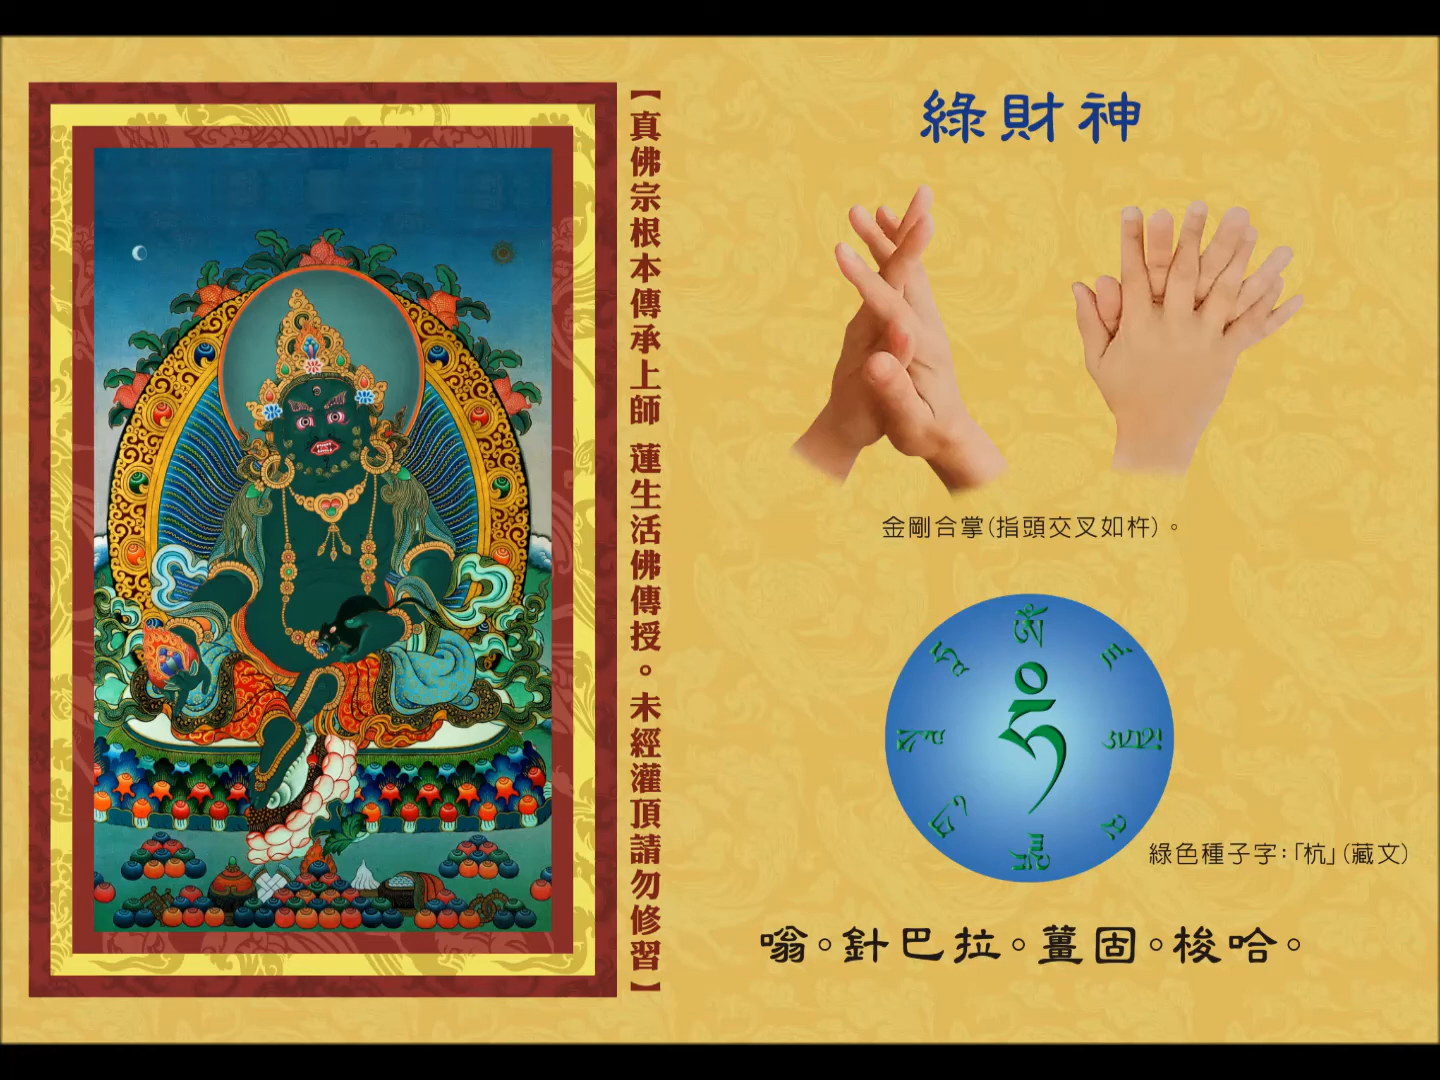 【真佛宗根本傳承上師 蓮生活佛傳授。未經灌頂請勿修習】
綠財神
金剛合掌(指頭交叉如杵)。
綠色種子字：「杭」(藏文)
嗡。針巴拉。薑固。梭哈。